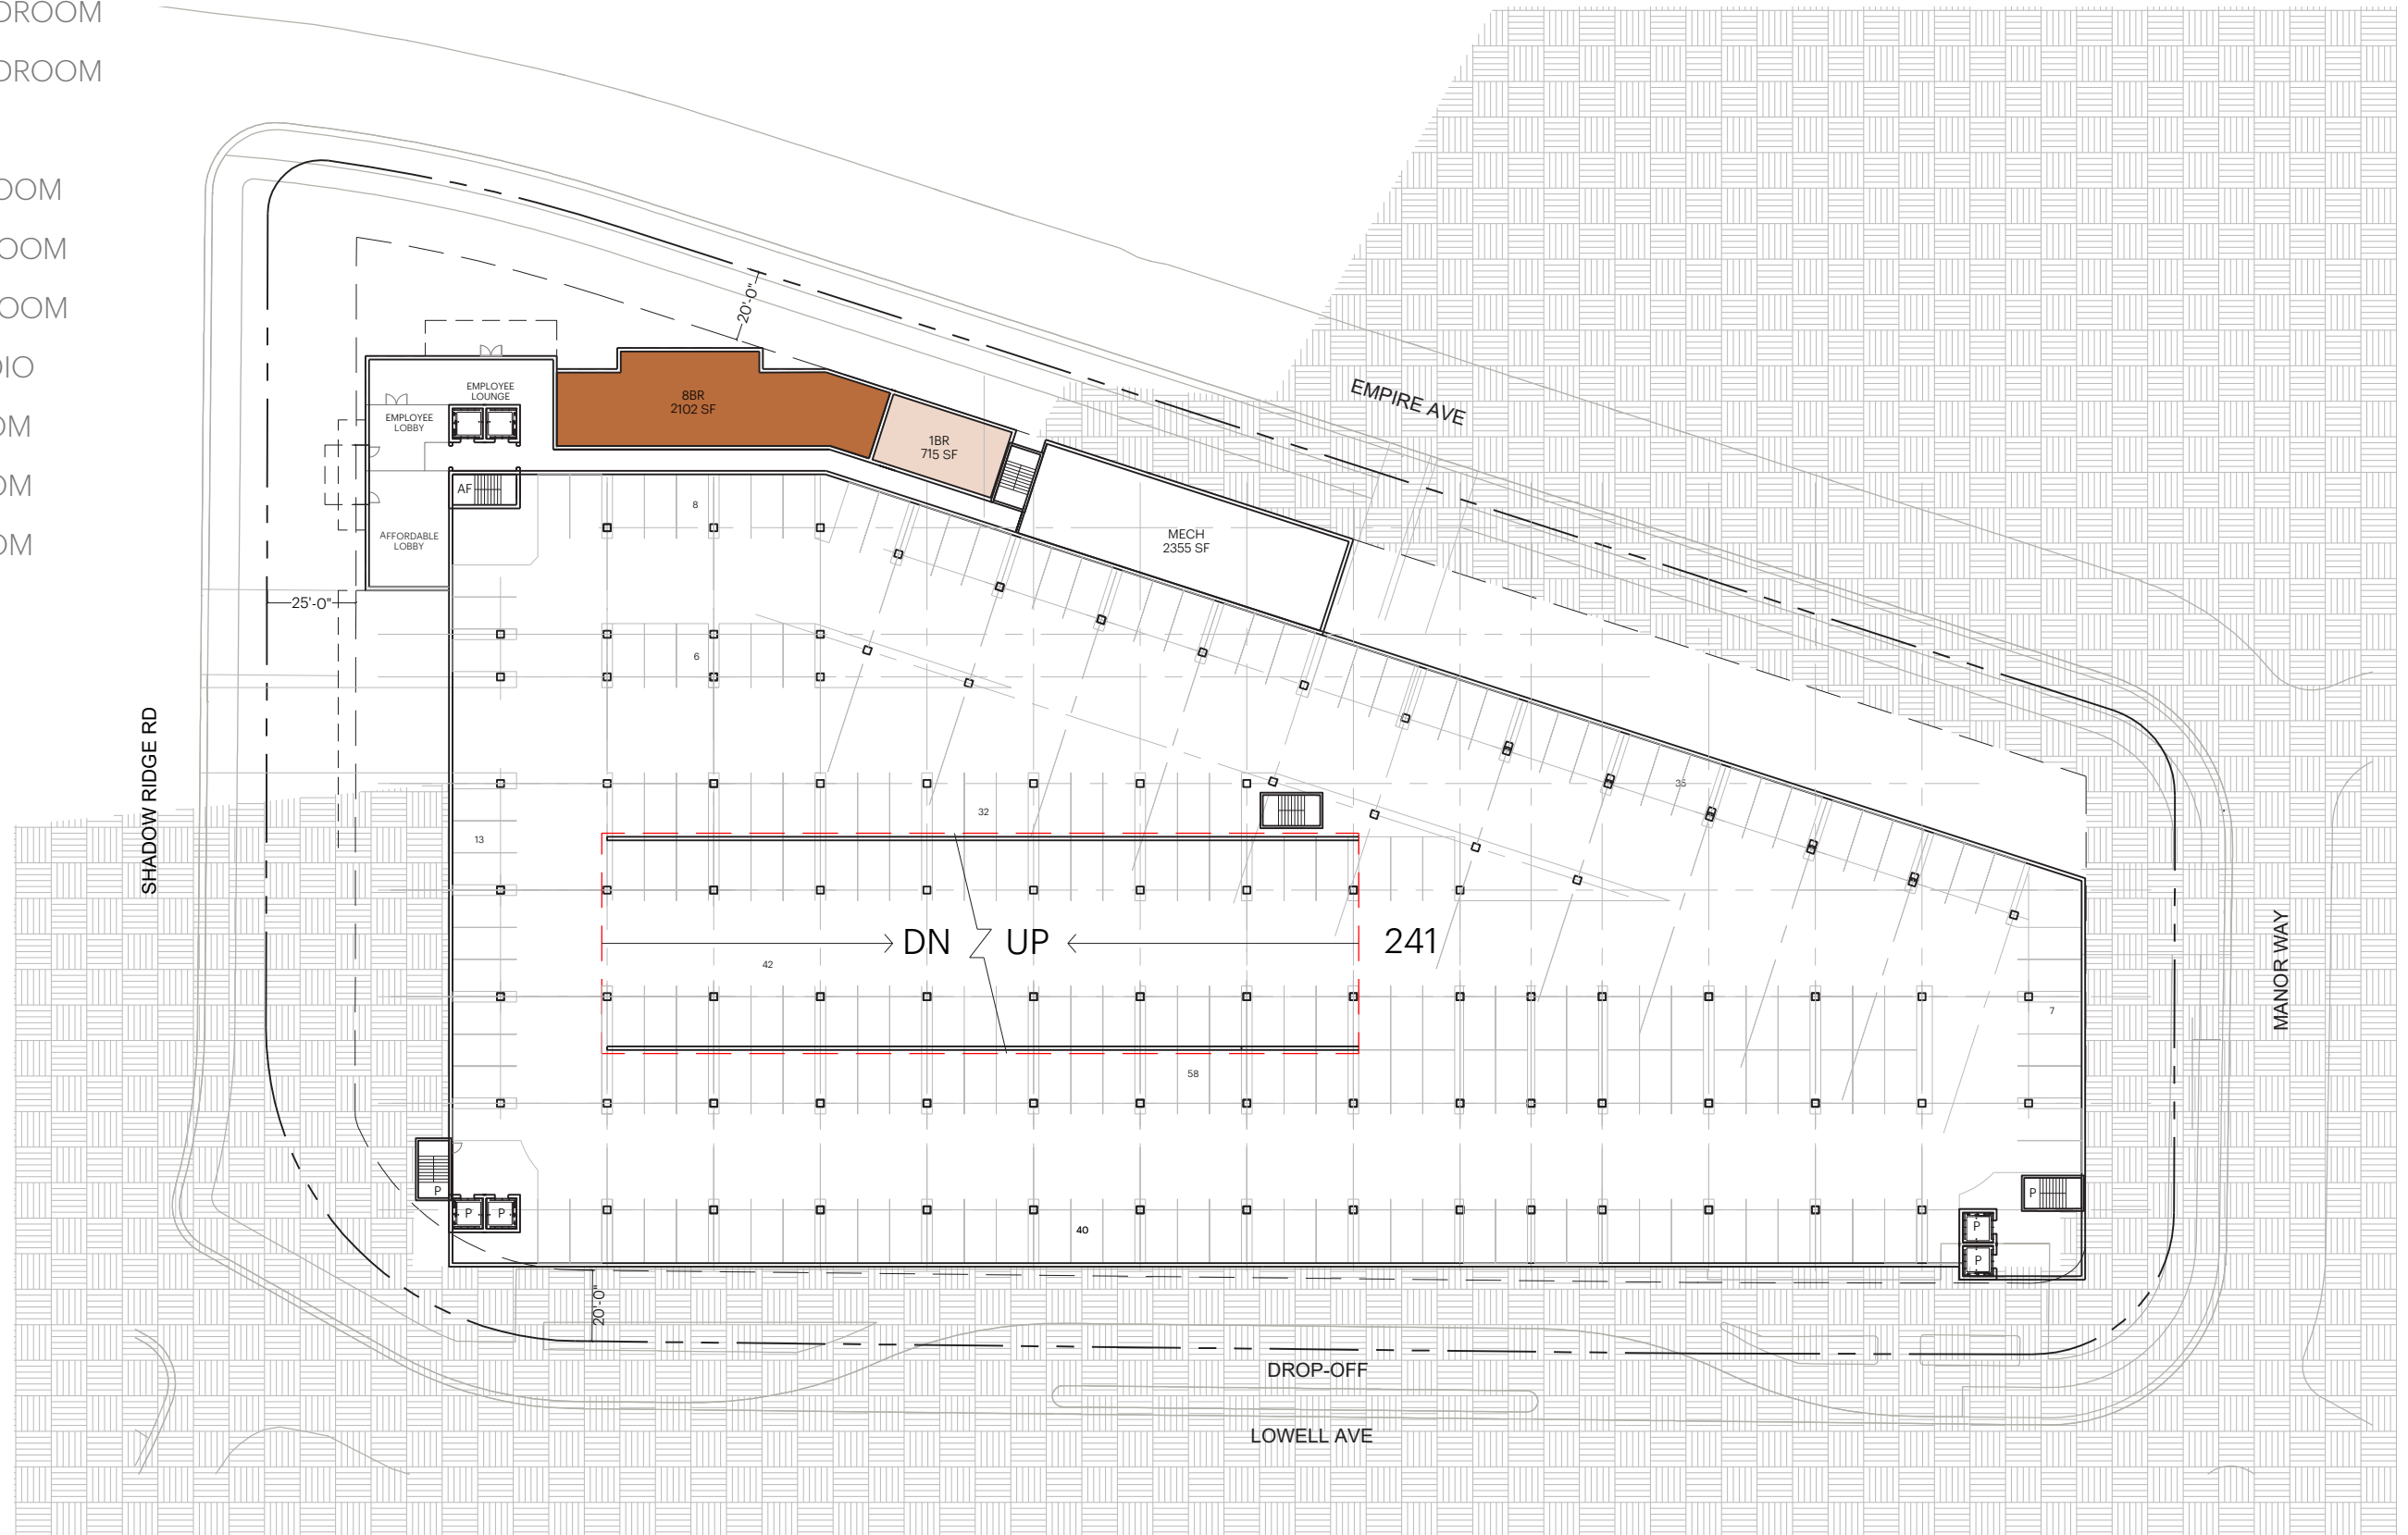 DROOM
DROOM
OOM
OOM
OOM
DIO
OM
OM
OM
20'-0"
EMPIRE AVE
EMPLOYEE
LOUNGE
EMPLOYEE
LOBBY
8BR
2102 SF
1BR
715 SF
AF
8
MECH
2355 SF
AFFORDABLE
LOBBY
25'-0"
6
SHADOW RIDGE RD
35
32
13
DN
UP
241
42
MANOR WAY
7
58
P
P
P
P
P
P
40
20'-0"
DROP-OFF
LOWELL AVE